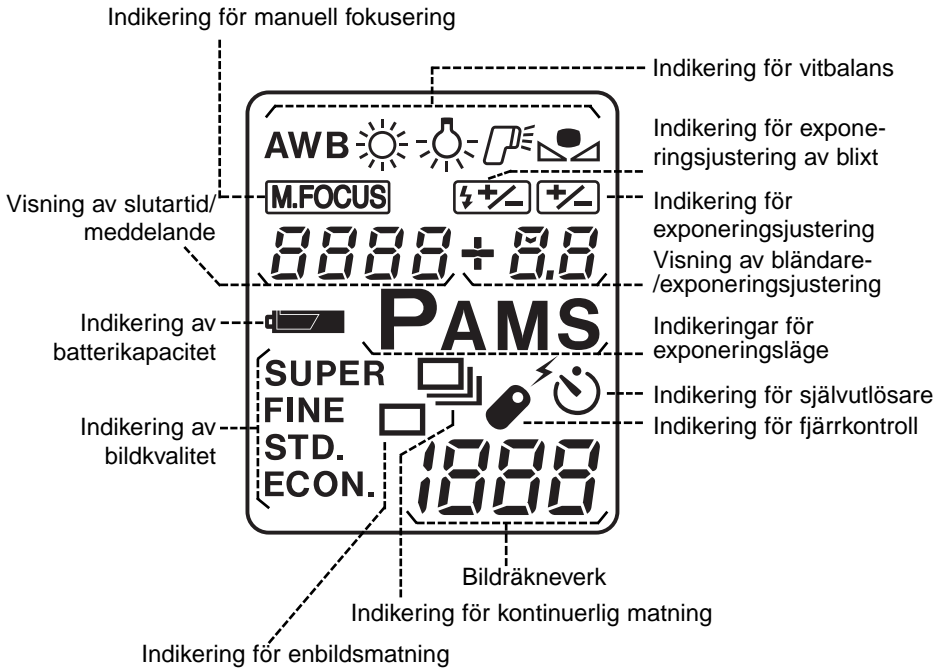 Indikering för manuell fokusering
Indikering för vitbalans
AWB
Indikering för expone-
ringsjustering av blixt
M.FOCUS
+/–
+/–
Visning av slutartid/
meddelande
Indikering för
exponeringsjustering
8888+8.8
Visning av bländare-
/exponeringsjustering
PAMS
Indikering av
batterikapacitet
Indikeringar för
exponeringsläge
SUPER
FINE
STD.
ECON.
Indikering för självutlösare
Indikering för fjärrkontroll
Indikering av
bildkvalitet
1888
Bildräkneverk
Indikering för kontinuerlig matning
Indikering för enbildsmatning